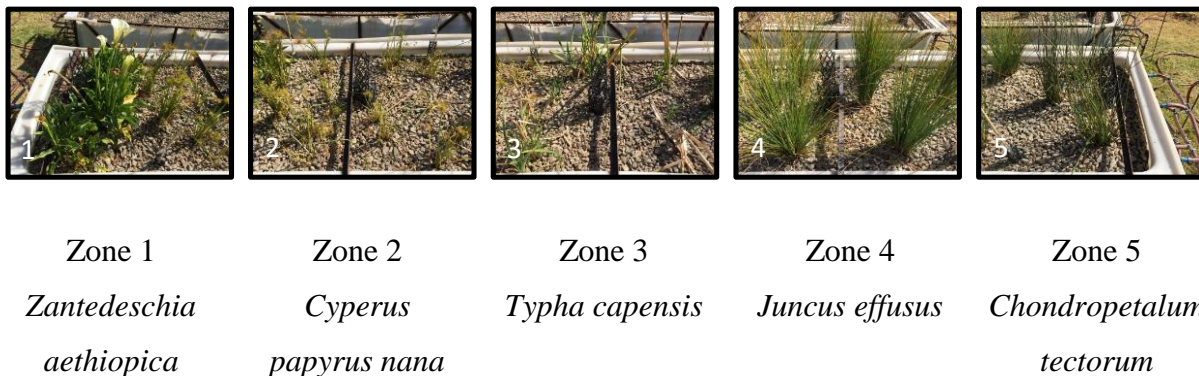 1 2 3 4 5
Zone 1 Zone 2 Zone 3 Zone 4 Zone 5
Zantedeschia Cyperus Typha capensis Juncus effusus Chondropetalum
aethiopica papyrus nana tectorum